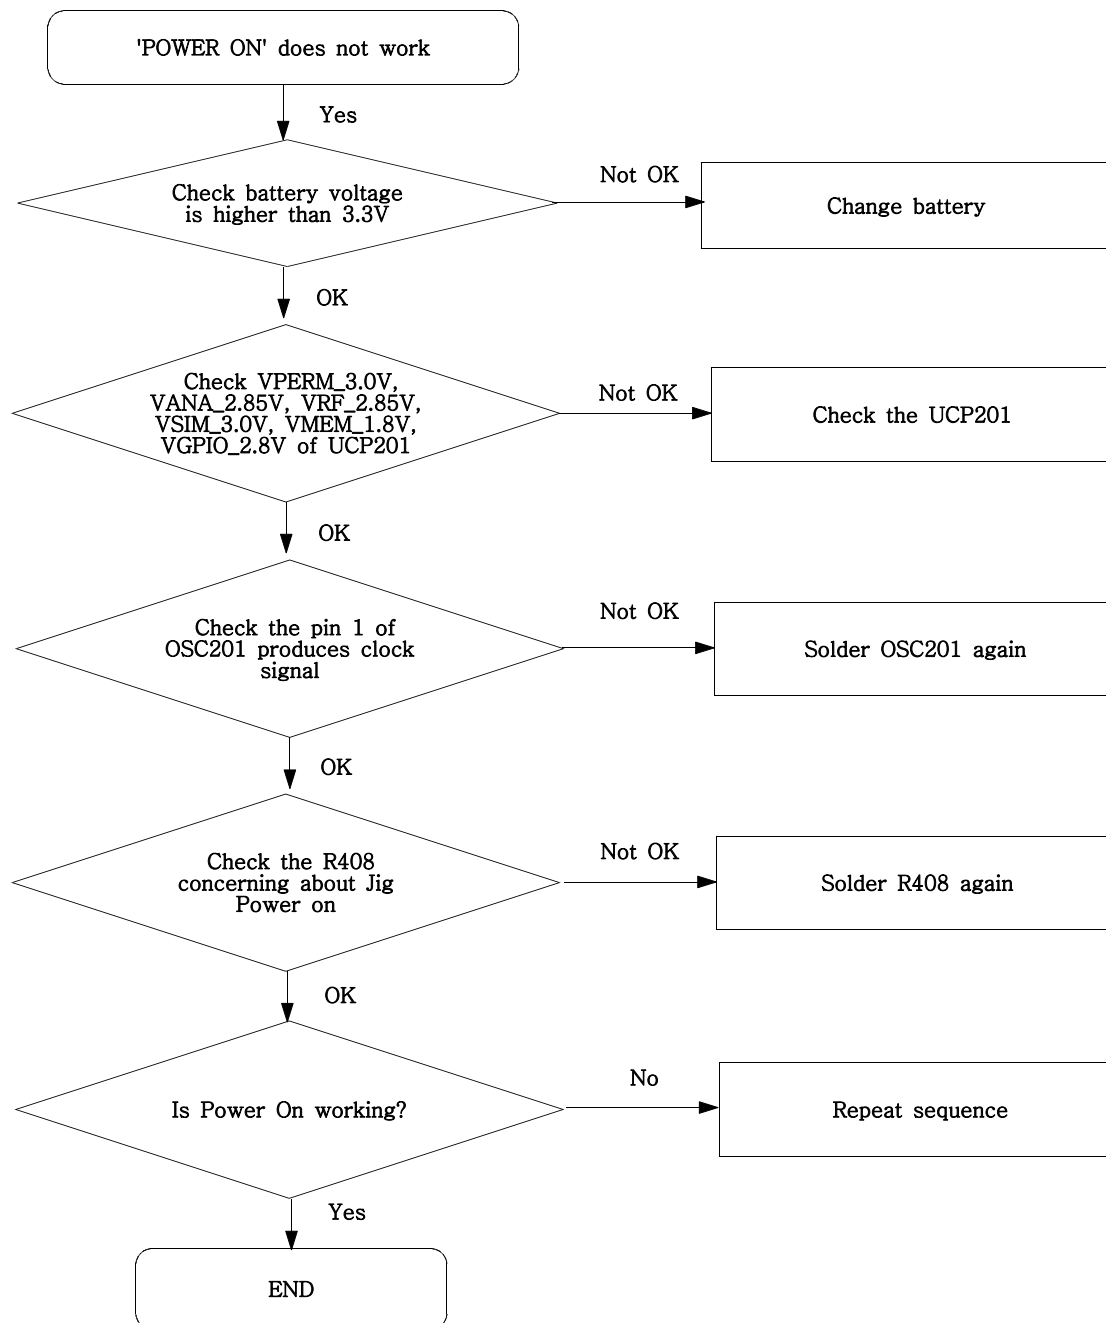 'POWER ON' does not work
Yes
Check battery voltage
is higher than 3.3V
Not OK
Change battery
OK
Check VPERM_3.0V,
VANA_2.85V, VRF_2.85V,
VSIM_3.0V, VMEM_1.8V,
VGPIO_2.8V of UCP201
Not OK
Check the UCP201
OK
Check the pin 1 of
OSC201 produces clock
signal
Not OK
Solder OSC201 again
OK
Check the R408
concerning about Jig
Power on
Not OK
Solder R408 again
OK
Is Power On working?
No
Repeat sequence
Yes
END